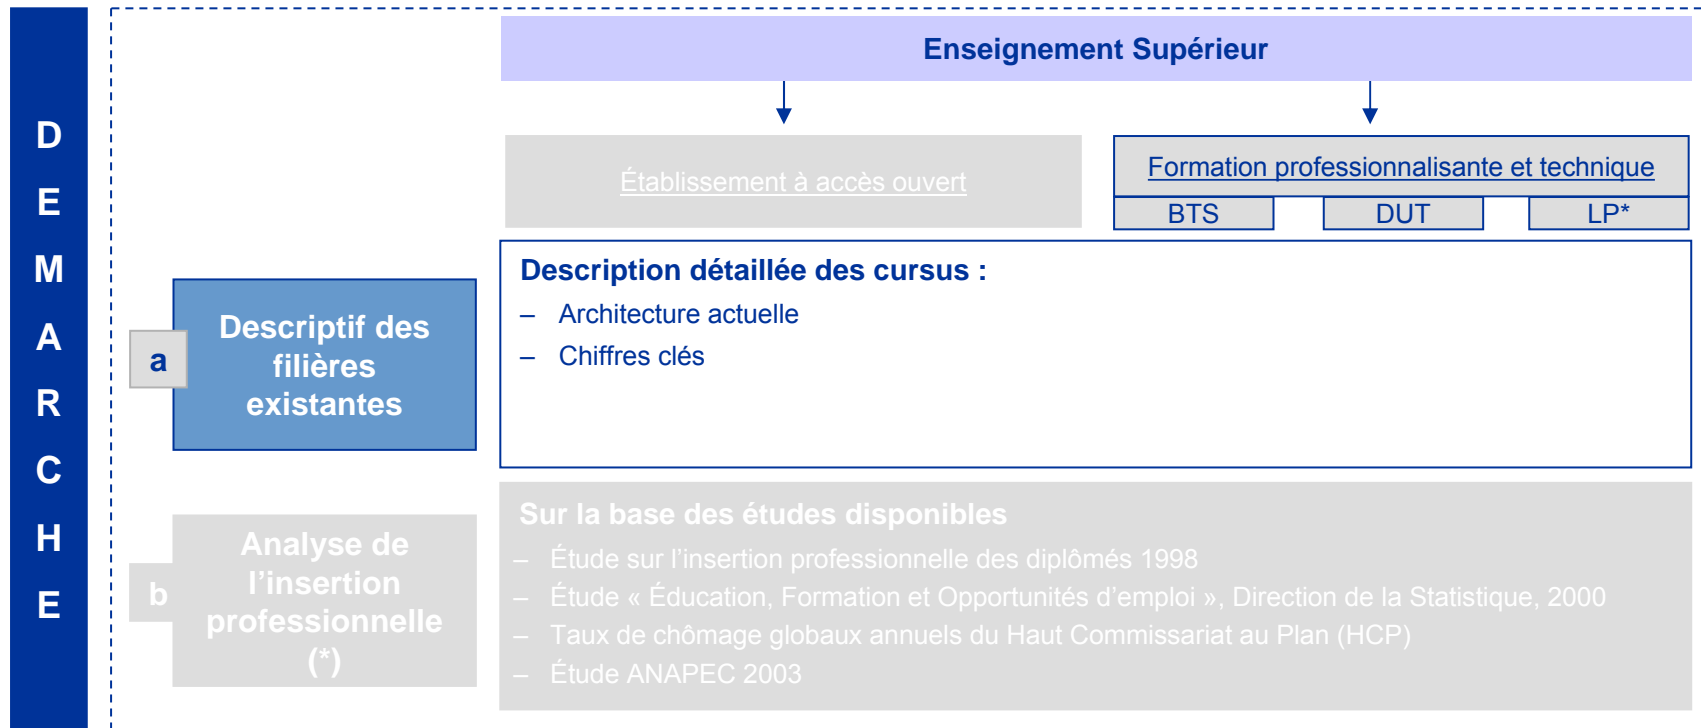 DEMARCHE
Enseignement Supérieur
Établissement à accès ouvert
Formation professionnalisante et technique
BTS
DUT
LP*
a
Descriptif des
filières
existantes
Description détaillée des cursus :
– Architecture actuelle
– Chiffres clés
b
Analyse de
l’insertion
professionnelle
(*)
Sur la base des études disponibles
– Étude sur l’insertion professionnelle des diplômés 1998
– Étude « Éducation, Formation et Opportunités d’emploi », Direction de la Statistique, 2000
– Taux de chômage globaux annuels du Haut Commissariat au Plan (HCP)
– Étude ANAPEC 2003